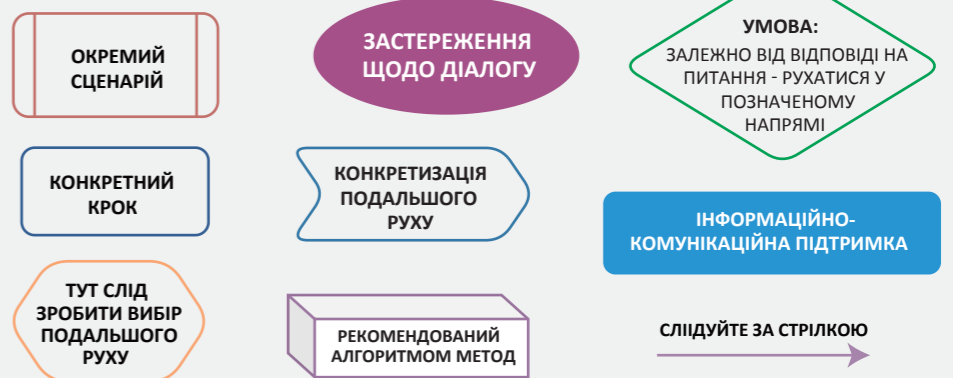 ОКРЕМИЙ
СЦЕНАРІЙ
ЗАСТЕРЕЖЕННЯ
ЩОДО ДІАЛОГУ
УМОВА:
ЗАЛЕЖНО ВІД ВІДПОВІДІ НА
ПИТАННЯ - РУХАТИСЯ У
ПОЗНАЧЕНОМУ
НАПРЯМІ
КОНКРЕТНИЙ
КРОК
КОНКРЕТИЗАЦІЯ
ПОДАЛЬШОГО
РУХУ
ІНФОРМАЦІЙНО-
КОМУНІКАЦІЙНА ПІДТРИМКА
ТУТ СЛІД
ЗРОБИТИ ВИБІР
ПОДАЛЬШОГО
РУХУ
РЕКОМЕНДОВАНИЙ
АЛГОРИТМОМ МЕТОД
СЛІІДУЙТЕ ЗА СТРІЛКОЮ